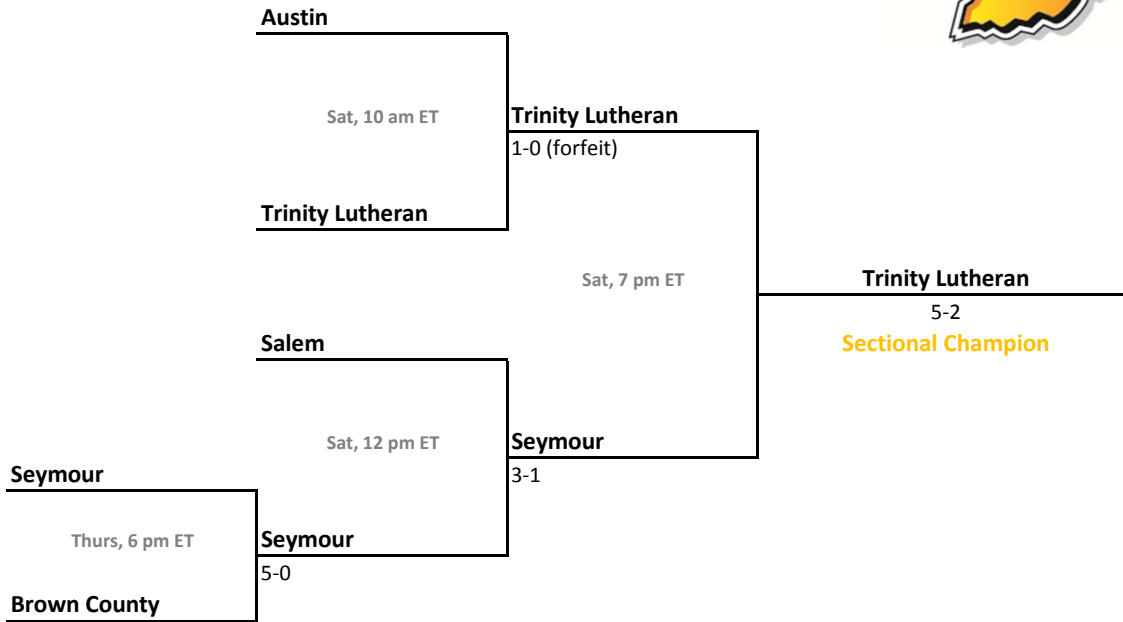 Austin
Sat, 10 am ET
Trinity Lutheran
1-0 (forfeit)
Trinity Lutheran
Sat, 7 pm ET
Trinity Lutheran
5-2
Sectional Champion
Salem
Sat, 12 pm ET
Seymour
3-1
Seymour
Thurs, 6 pm ET
Seymour
5-0
Brown County